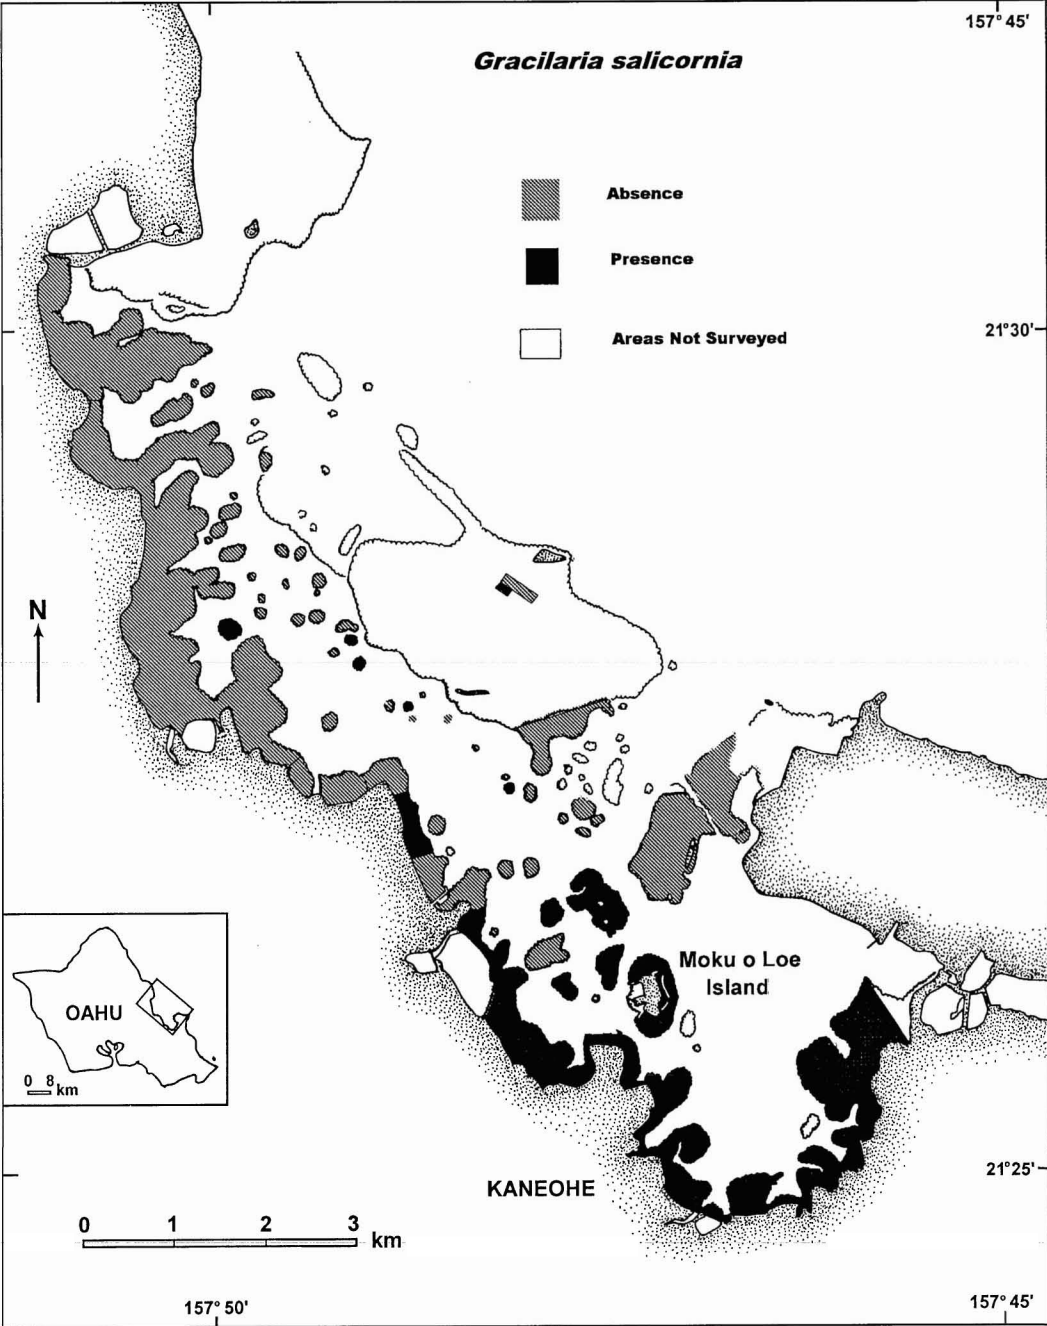 157° 45'
Gracilaria salicornia
Absence
Presence
21°30'
Areas Not Surveyed
N
Moku o Loe
Island
OAHU
0 8 km
KANEOHE
21°25'
0 1 2 3 km
157° 50'
157° 45'